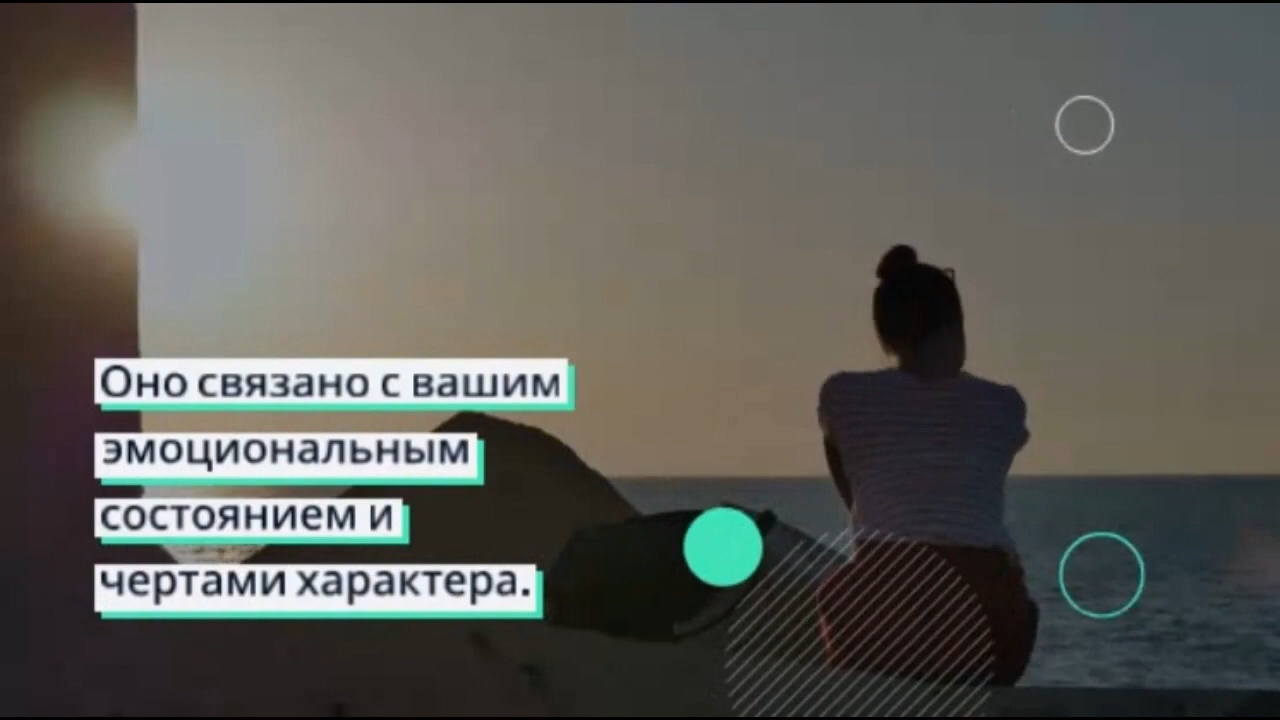 Оно связано с вашим
эмоциональным
состоянием и
чертами характера.